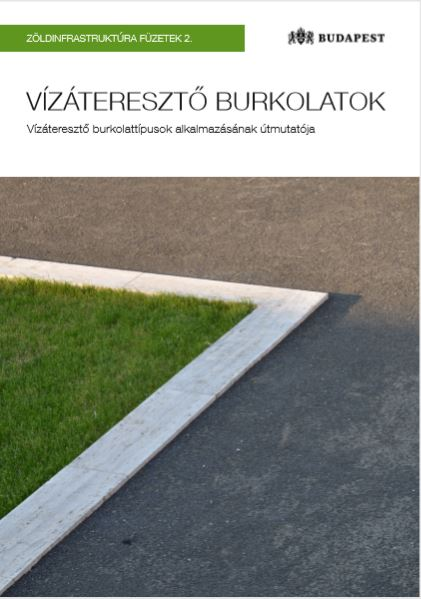 ZÖLDINFRASTRUKTÚRA FÜZETEK 2.
BUDAPEST
VÍZÁTERESZTŐ BURKOLATOK
Vízáteresztő burkolattípusok alkalmazásának útmutatója